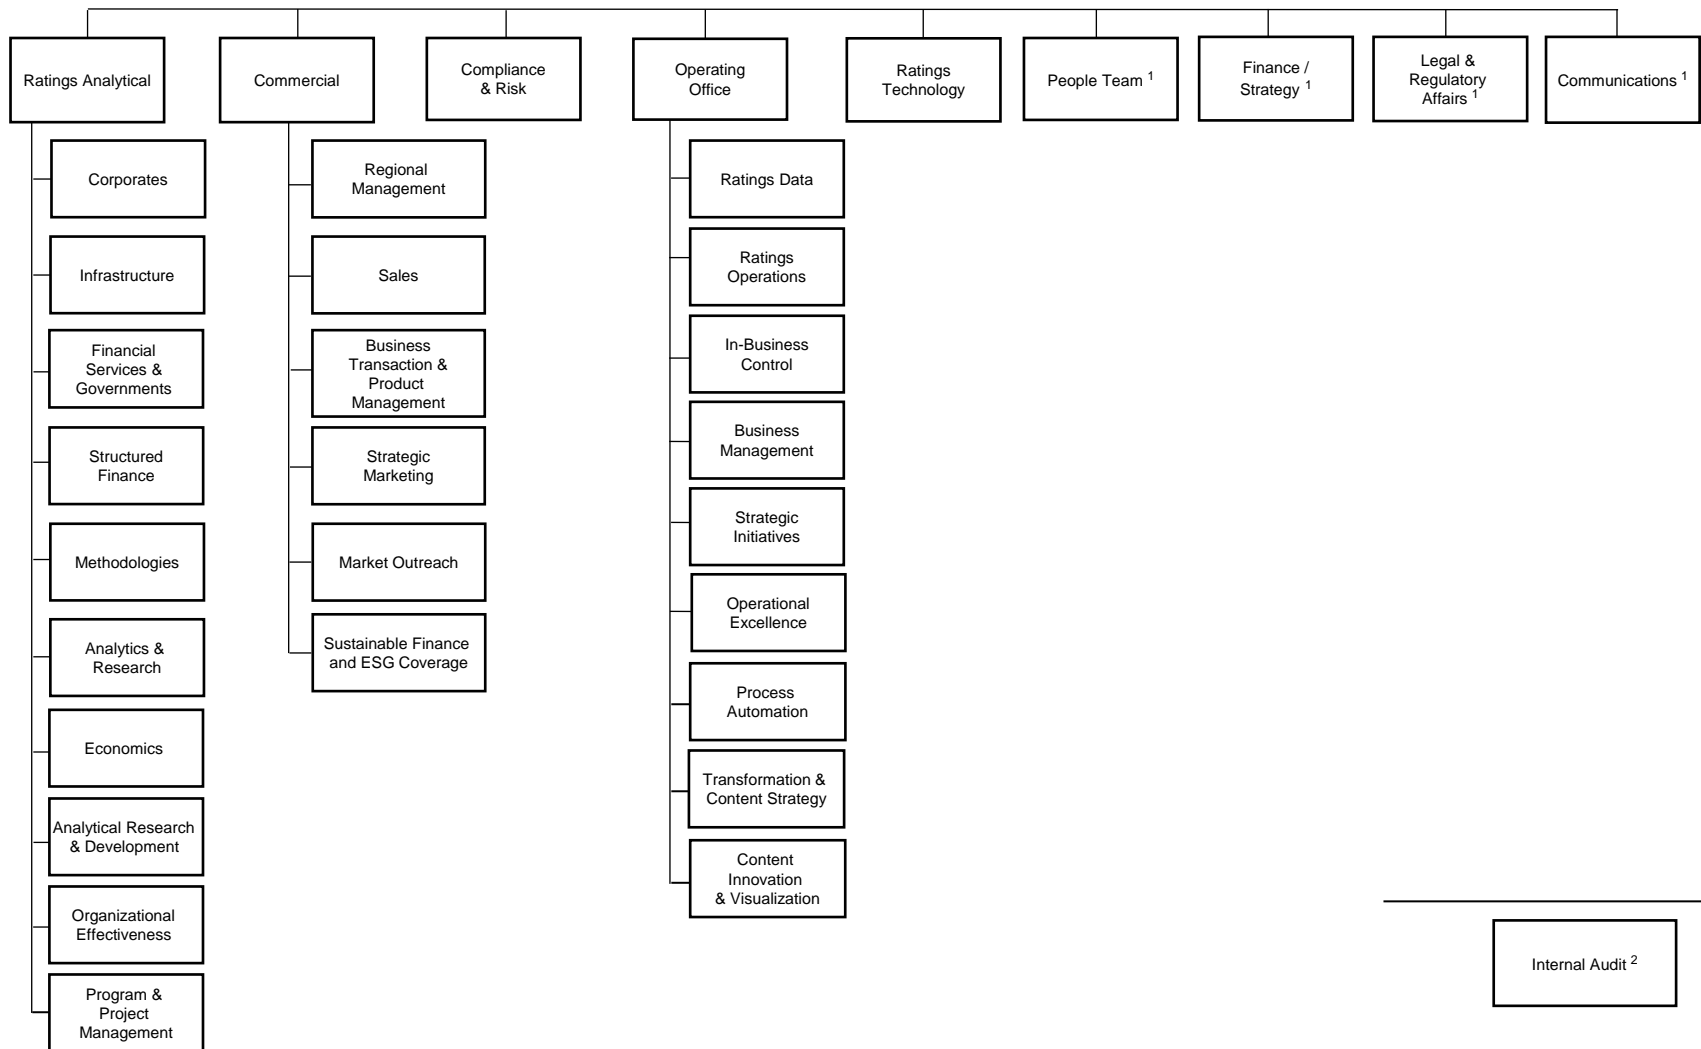 Ratings Analytical
Commercial
Compliance
& Risk
Operating
Office
Ratings
Technology
People Team 1
Finance /
Strategy 1
Legal &
Regulatory
Affairs 1
Communications 1
Corporates
Infrastructure
Financial
Services &
Governments
Structured
Finance
Methodologies
Analytics &
Research
Economics
Analytical Research
& Development
Organizational
Effectiveness
Program &
Project
Management
Regional
Management
Sales
Business
Transaction &
Product
Management
Strategic
Marketing
Market Outreach
Sustainable Finance
and ESG Coverage
Ratings Data
Ratings
Operations
In-Business
Control
Business
Management
Strategic
Initiatives
Operational
Excellence
Process
Automation
Transformation &
Content Strategy
Content
Innovation
& Visualization
Internal Audit 2